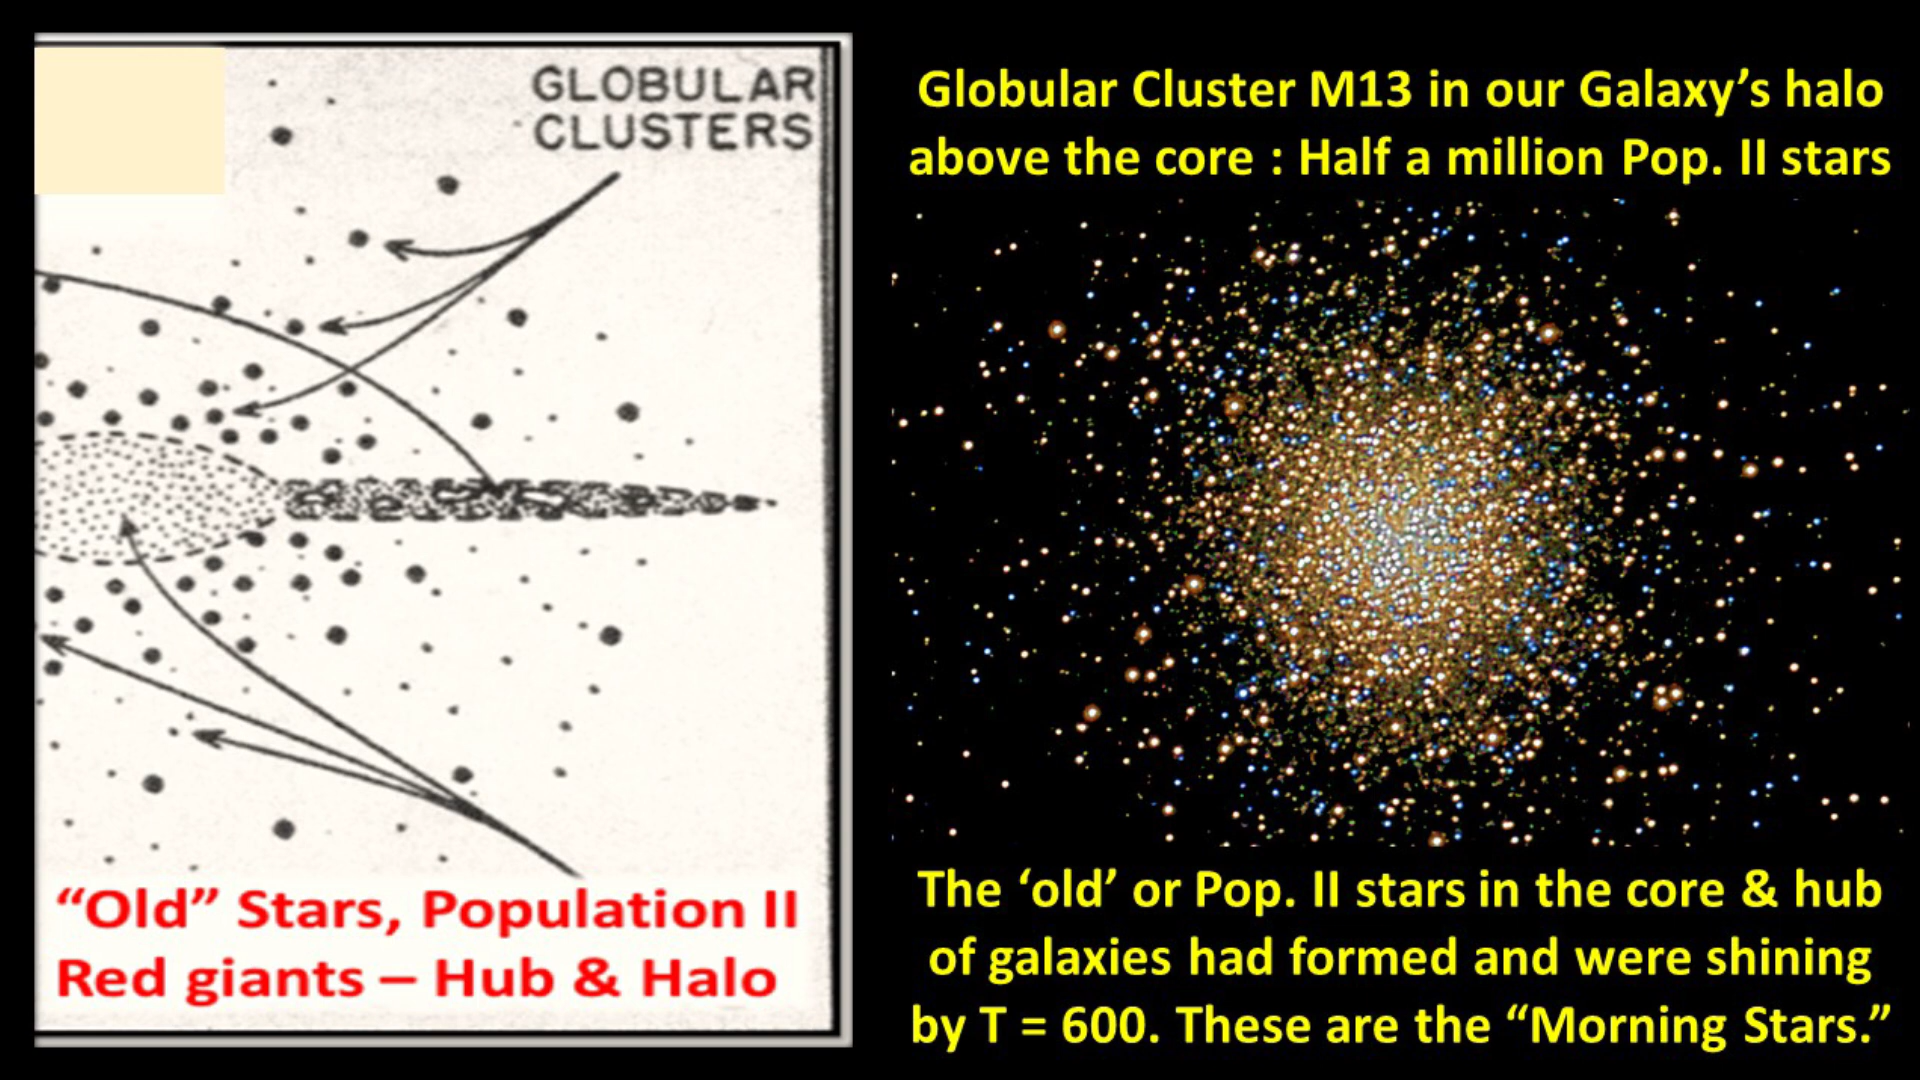 GLOBULAR
CLUSTERS
“Old” Stars, Population II
Red giants – Hub & Halo
Globular Cluster M13 in our Galaxy’s halo
above the core : Half a million Pop. II stars
The ‘old’ or Pop. II stars in the core & hub
of galaxies had formed and were shining
by T = 600. These are the “Morning Stars.”